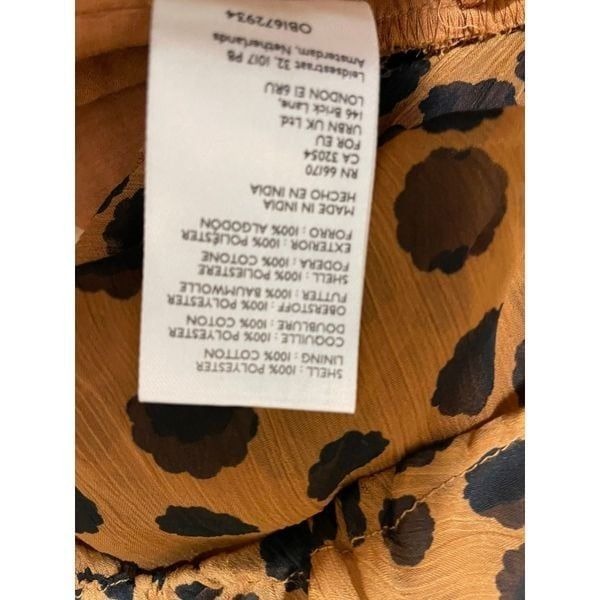 SHELL : 100% POLYESTER
LINING : 100% COTTON
COQUILLE : 100% POLYESTER
DOUBLURE : 100% COTON
OBERSTOFF : 100% POLYESTER
FUTTER : 100% BAUMWOLLE
SHELL : 100% POLIESTERE
FODERA : 100% COTONE
EXTERIOR : 100% POLIÉSTER
FORRO : 100% ALGODON
MADE IN INDIA
HECHO EN INDIA
RN 66170
CA 32054
FOR EU
URBN UK Ltd.
146 Brick Lane,
LONDON E1 6RU
Leidsestraat 32, 1017 PB
Amsterdam, Netherlands
OB1672934